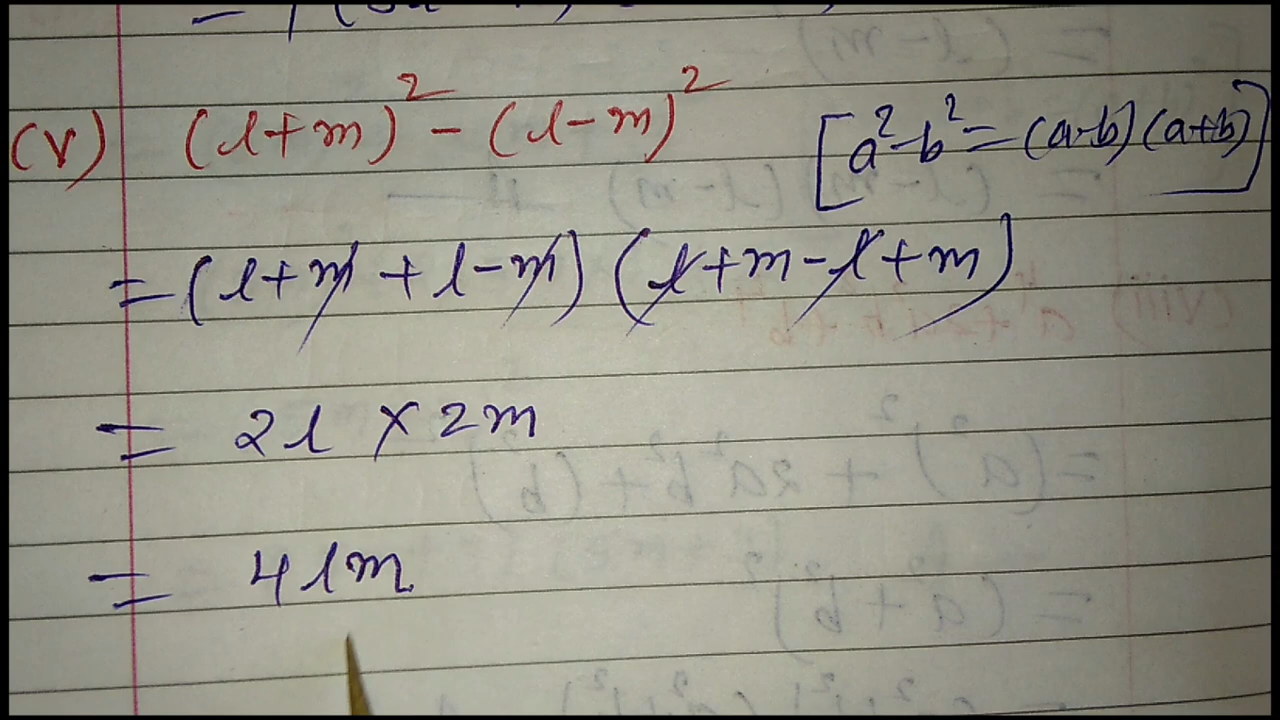 (v) (l+m)² - (l-m)² [a²-b²=(a-b)(a+b)]
= (l+m + l-m) (l+m-l+m)
= 2l × 2m
= 4lm